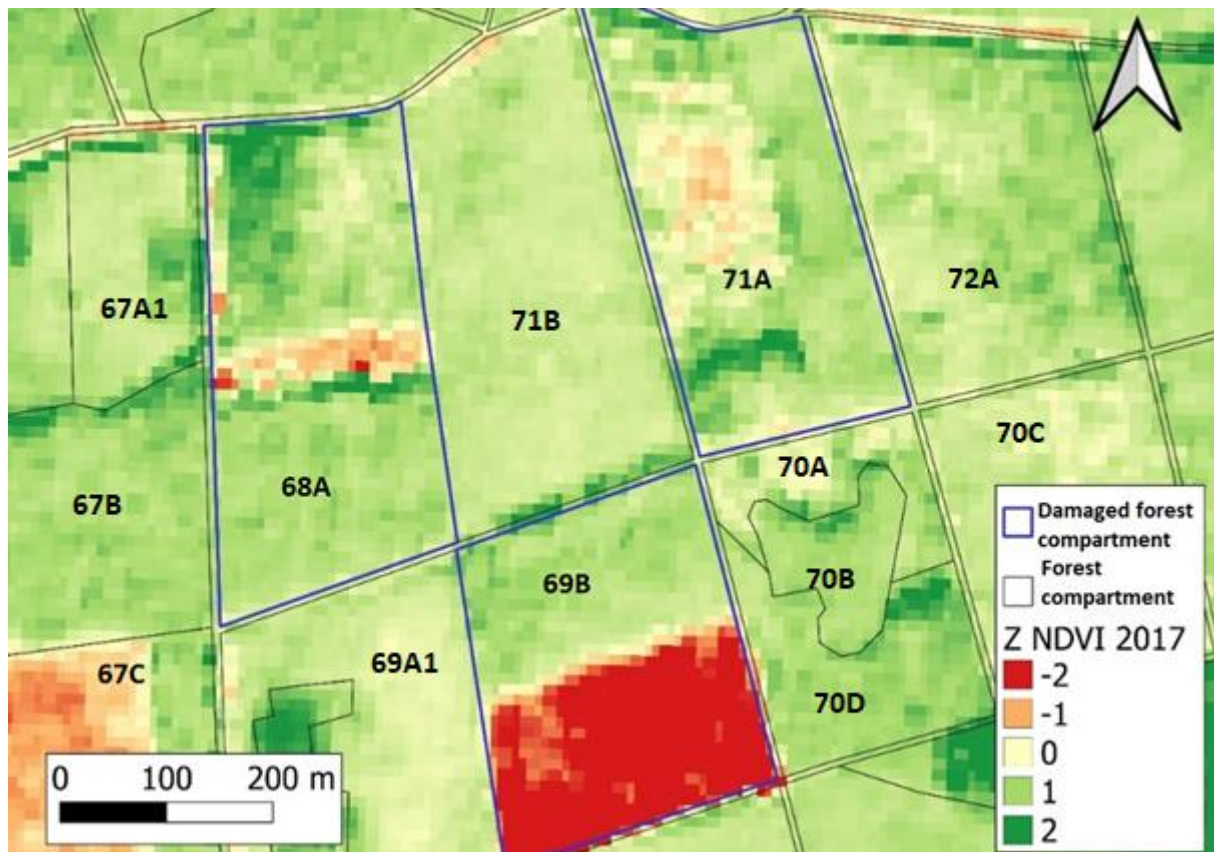 67A1
71B
71A
72A
67B
68A
70A
70C
69B
70B
67C
69A1
70D
0 100 200 m
Damaged forest
compartment
Forest
compartment
Z NDVI 2017
-2
-1
0
1
2